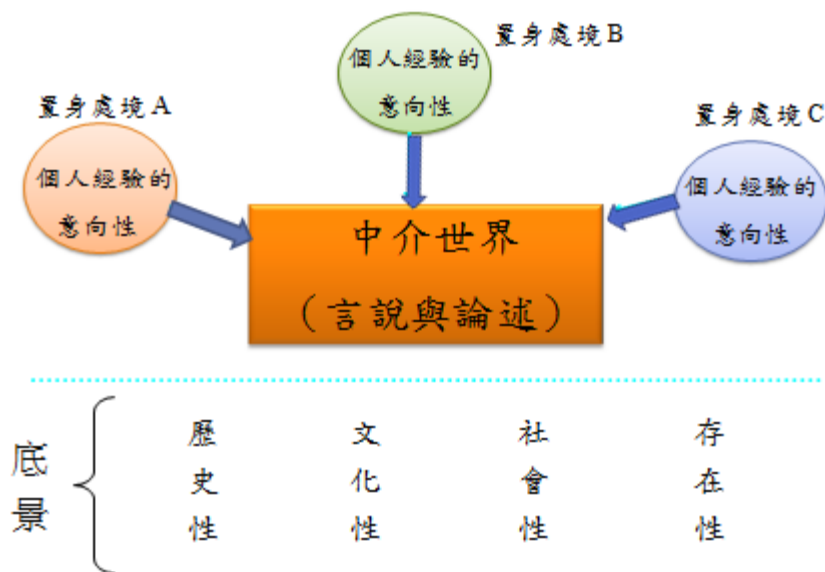 置身處境B
個人經驗的
意向性
置身處境A
個人經驗的
意向性
置身處境C
個人經驗的
意向性
中介世界
（言說與論述）
底景
歷史性
文化性
社會性
存在性